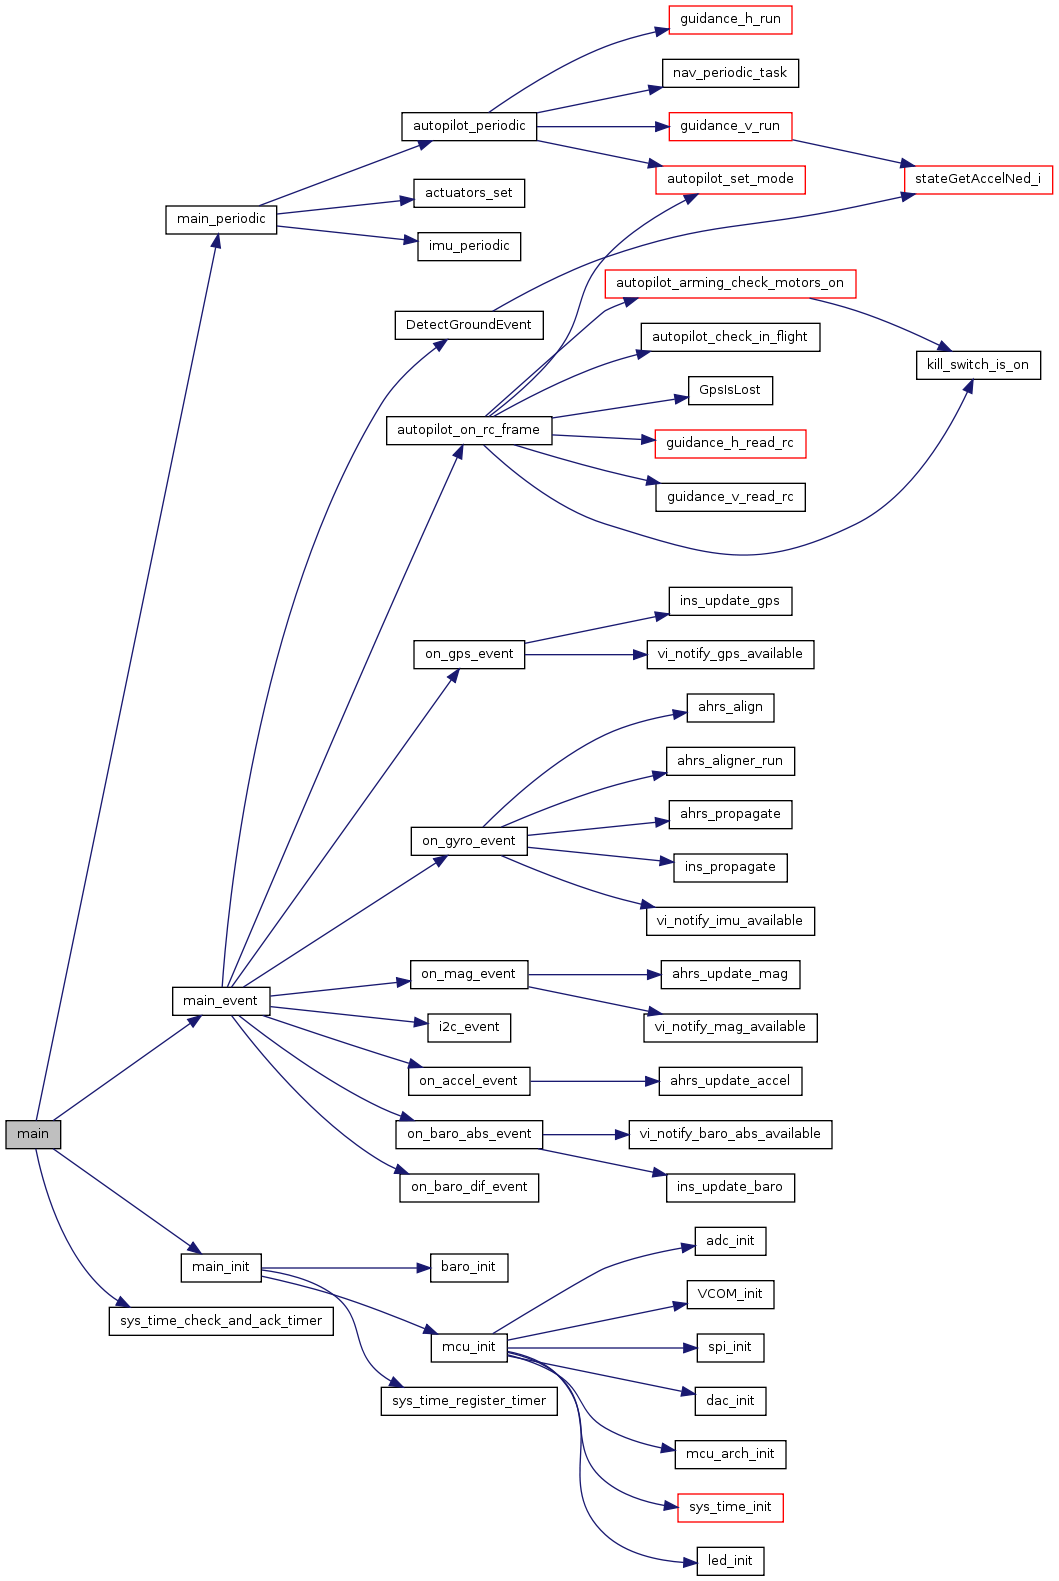 guidance_h_run
nav_periodic_task
autopilot_periodic
guidance_v_run
autopilot_set_mode
stateGetAccelNed_i
actuators_set
main_periodic
imu_periodic
autopilot_arming_check_motors_on
DetectGroundEvent
autopilot_check_in_flight
kill_switch_is_on
GpsIsLost
autopilot_on_rc_frame
guidance_h_read_rc
guidance_v_read_rc
ins_update_gps
on_gps_event
vi_notify_gps_available
ahrs_align
ahrs_aligner_run
ahrs_propagate
on_gyro_event
ins_propagate
vi_notify_imu_available
on_mag_event
ahrs_update_mag
main_event
i2c_event
vi_notify_mag_available
on_accel_event
ahrs_update_accel
main
on_baro_abs_event
vi_notify_baro_abs_available
on_baro_dif_event
ins_update_baro
adc_init
main_init
baro_init
VCOM_init
sys_time_check_and_ack_timer
mcu_init
spi_init
sys_time_register_timer
dac_init
mcu_arch_init
sys_time_init
led_init